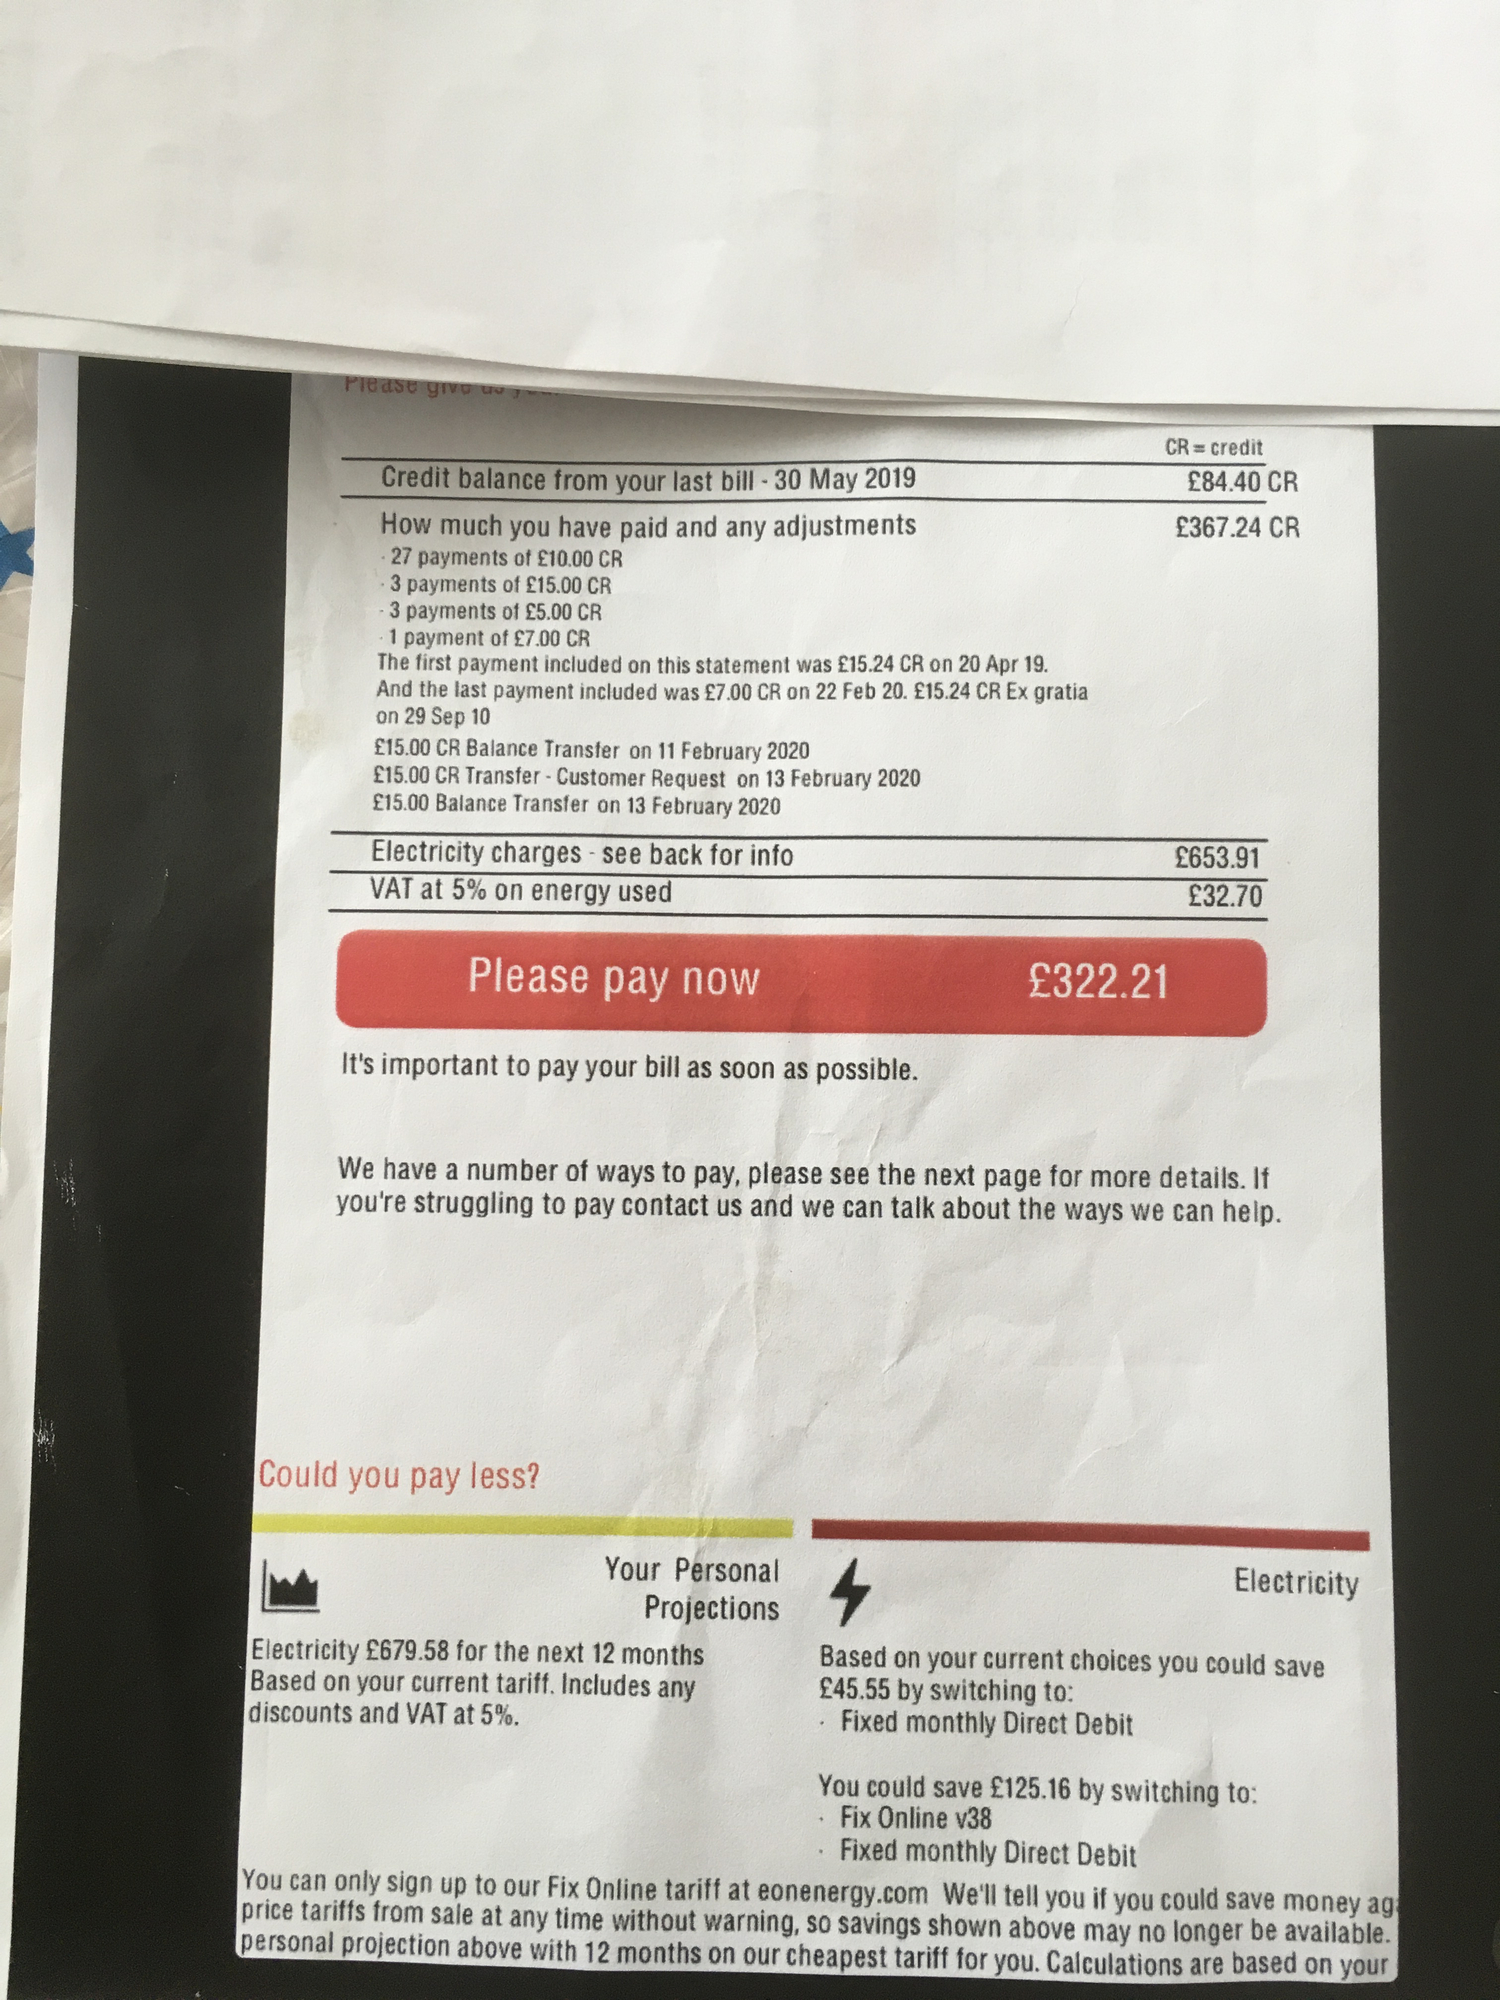 Please give us
CR = credit
Credit balance from your last bill - 30 May 2019 £84.40 CR
How much you have paid and any adjustments £367.24 CR
· 27 payments of £10.00 CR
· 3 payments of £15.00 CR
· 3 payments of £5.00 CR
· 1 payment of £7.00 CR
The first payment included on this statement was £15.24 CR on 20 Apr 19.
And the last payment included was £7.00 CR on 22 Feb 20. £15.24 CR Ex gratia
on 29 Sep 10
£15.00 CR Balance Transfer on 11 February 2020
£15.00 CR Transfer - Customer Request on 13 February 2020
£15.00 Balance Transfer on 13 February 2020
Electricity charges - see back for info £653.91
VAT at 5% on energy used £32.70
Please pay now £322.21
It's important to pay your bill as soon as possible.
We have a number of ways to pay, please see the next page for more details. If
you're struggling to pay contact us and we can talk about the ways we can help.
Could you pay less?
Your Personal
Projections
Electricity £679.58 for the next 12 months
Based on your current tariff. Includes any
discounts and VAT at 5%.
Electricity
Based on your current choices you could save
£45.55 by switching to:
· Fixed monthly Direct Debit
You could save £125.16 by switching to:
· Fix Online v38
· Fixed monthly Direct Debit
You can only sign up to our Fix Online tariff at eonenergy.com We'll tell you if you could save money
price tariffs from sale at any time without warning, so savings shown above may no longer be available.
personal projection above with 12 months on our cheapest tariff for you. Calculations are based on your